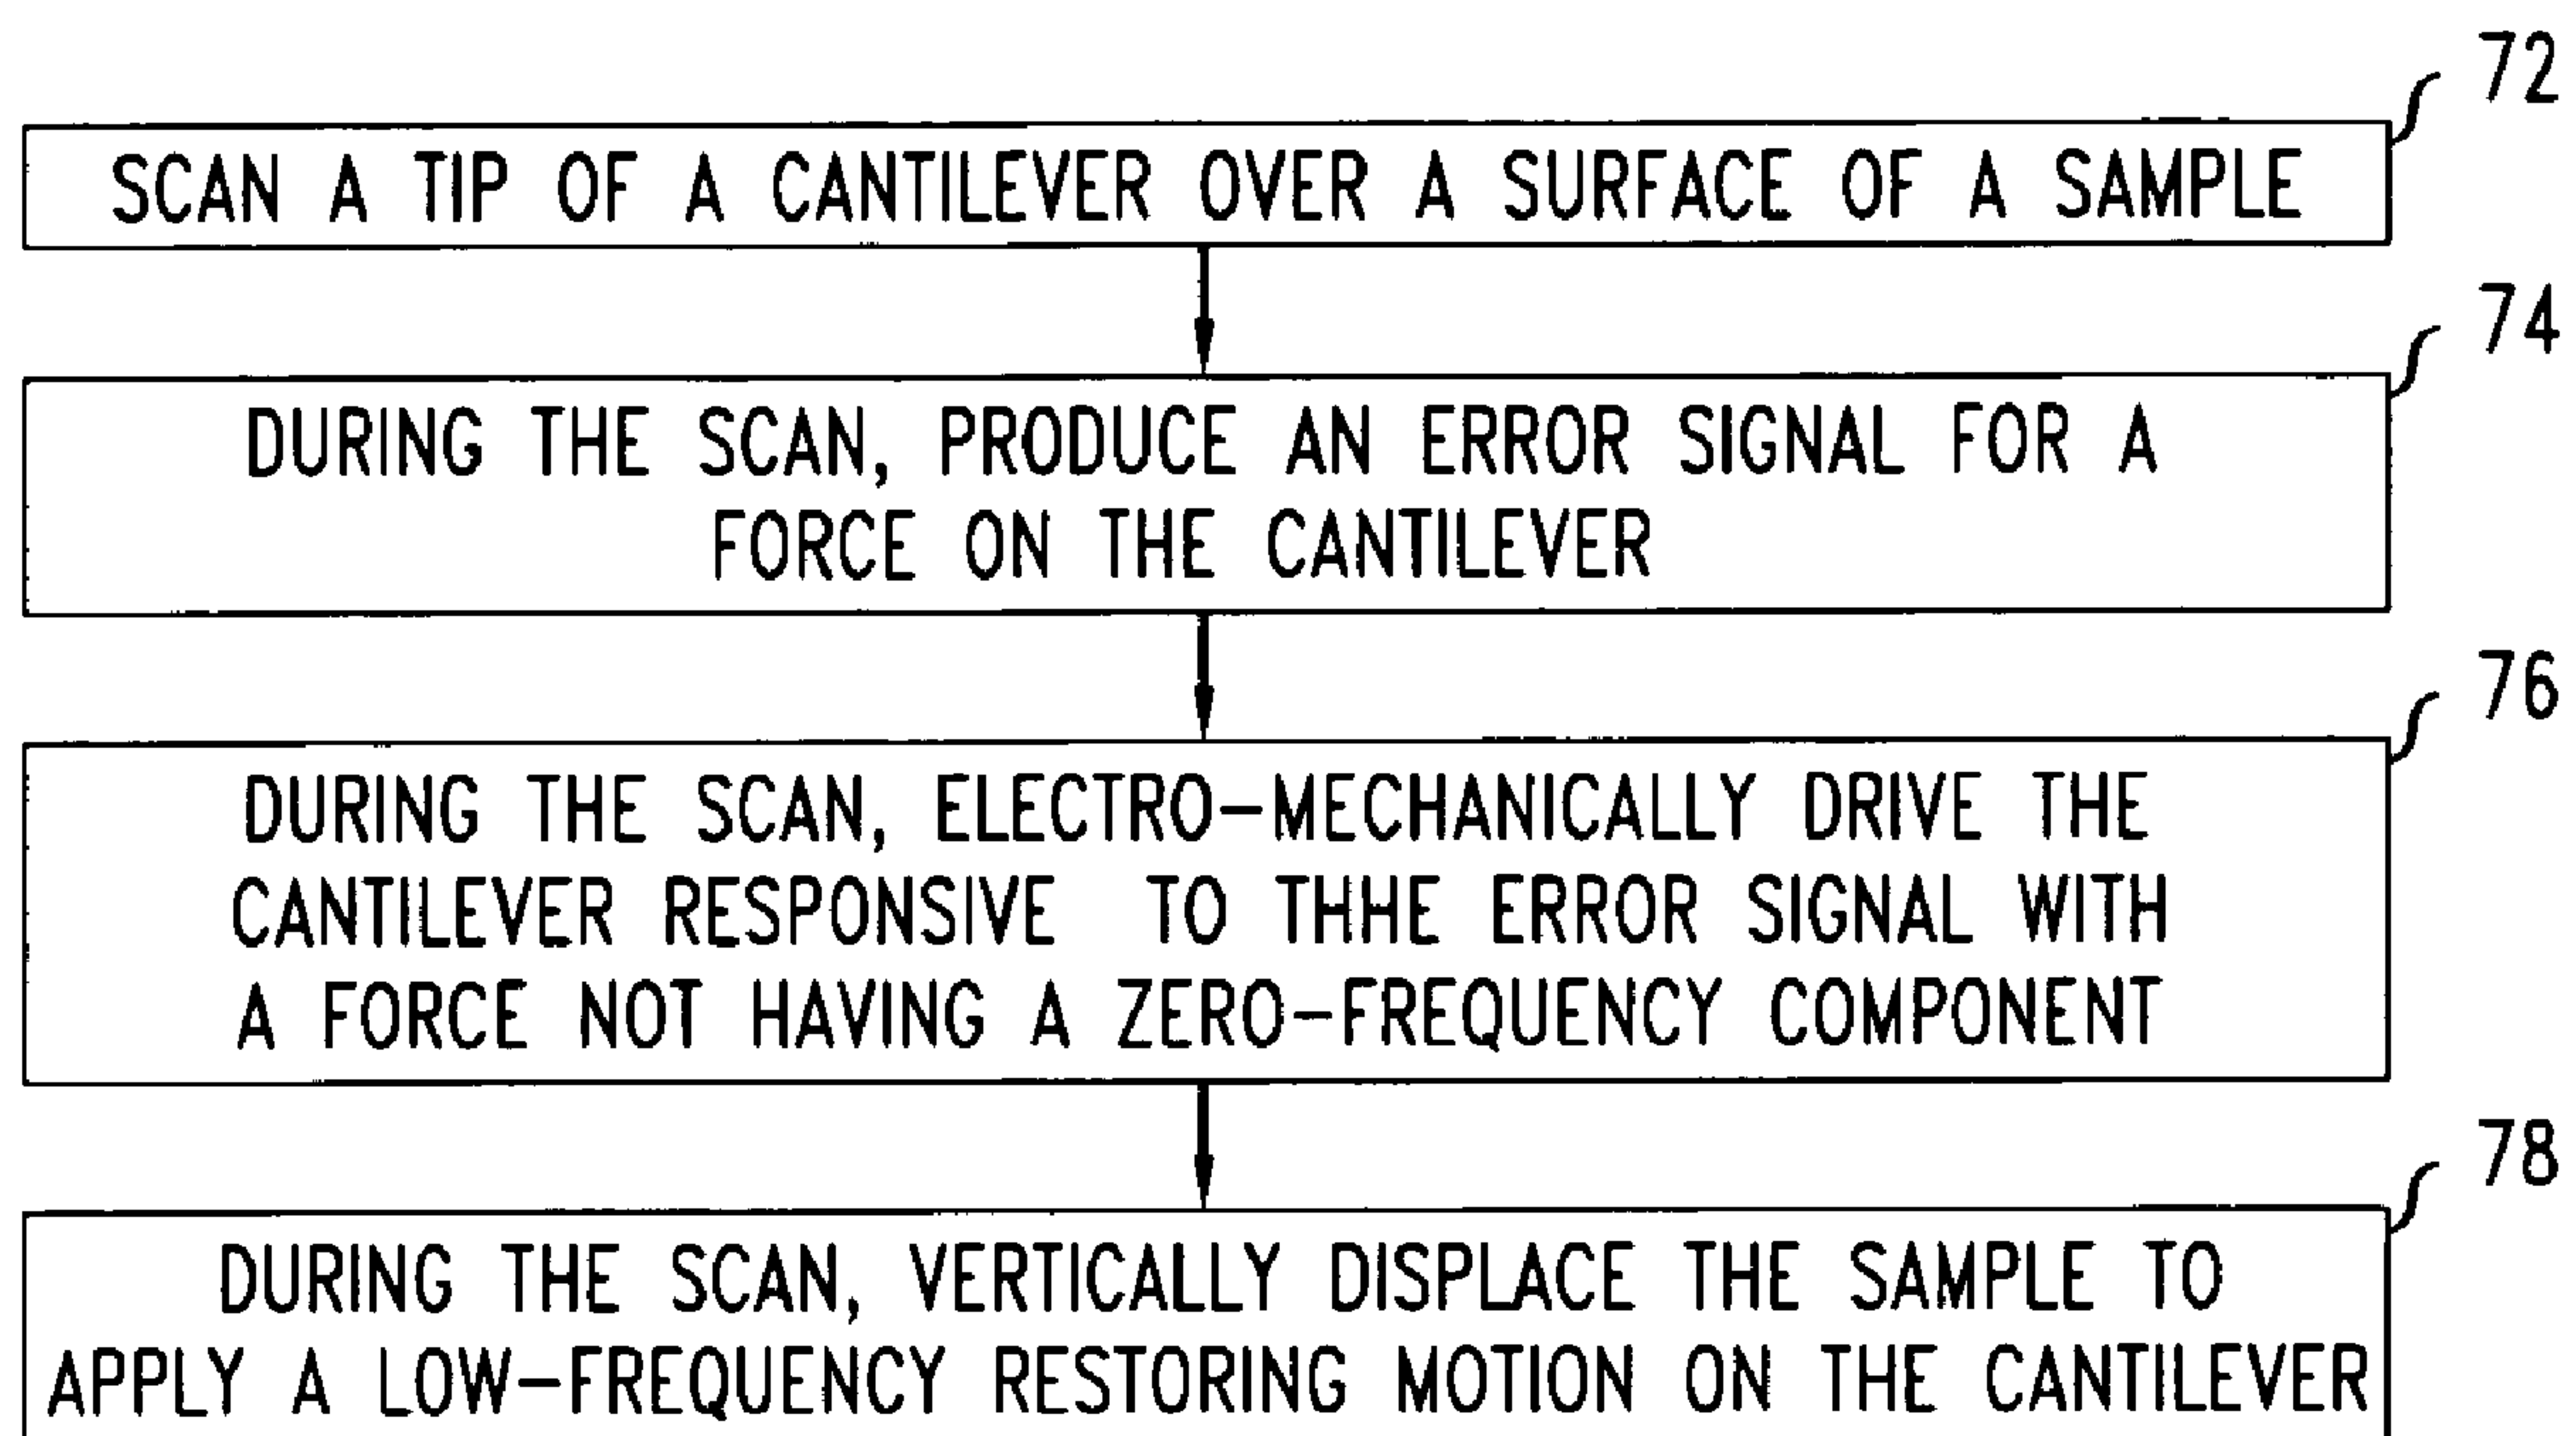 72
SCAN A TIP OF A CANTILEVER OVER A SURFACE OF A SAMPLE
74
DURING THE SCAN, PRODUCE AN ERROR SIGNAL FOR A
FORCE ON THE CANTILEVER
76
DURING THE SCAN, ELECTRO-MECHANICALLY DRIVE THE
CANTILEVER RESPONSIVE TO THHE ERROR SIGNAL WITH
A FORCE NOT HAVING A ZERO-FREQUENCY COMPONENT
78
DURING THE SCAN, VERTICALLY DISPLACE THE SAMPLE TO
APPLY A LOW-FREQUENCY RESTORING MOTION ON THE CANTILEVER